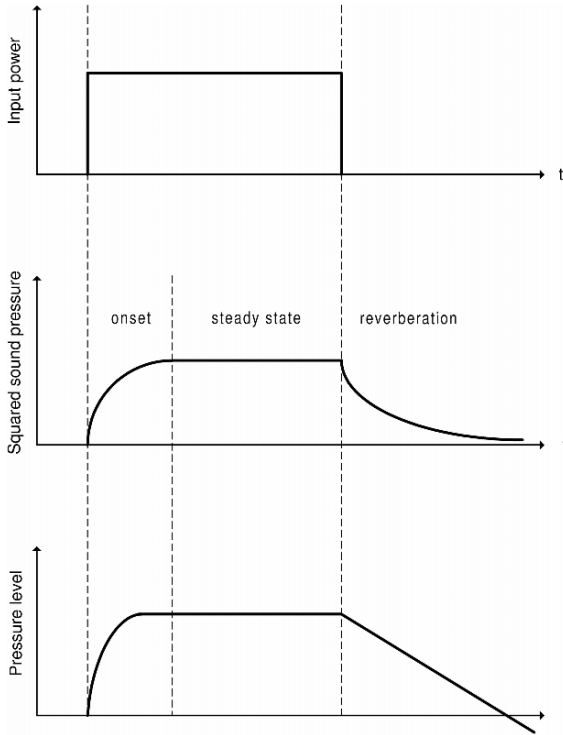 Input power
t
Squared sound pressure
onset
steady state
reverberation
Pressure level